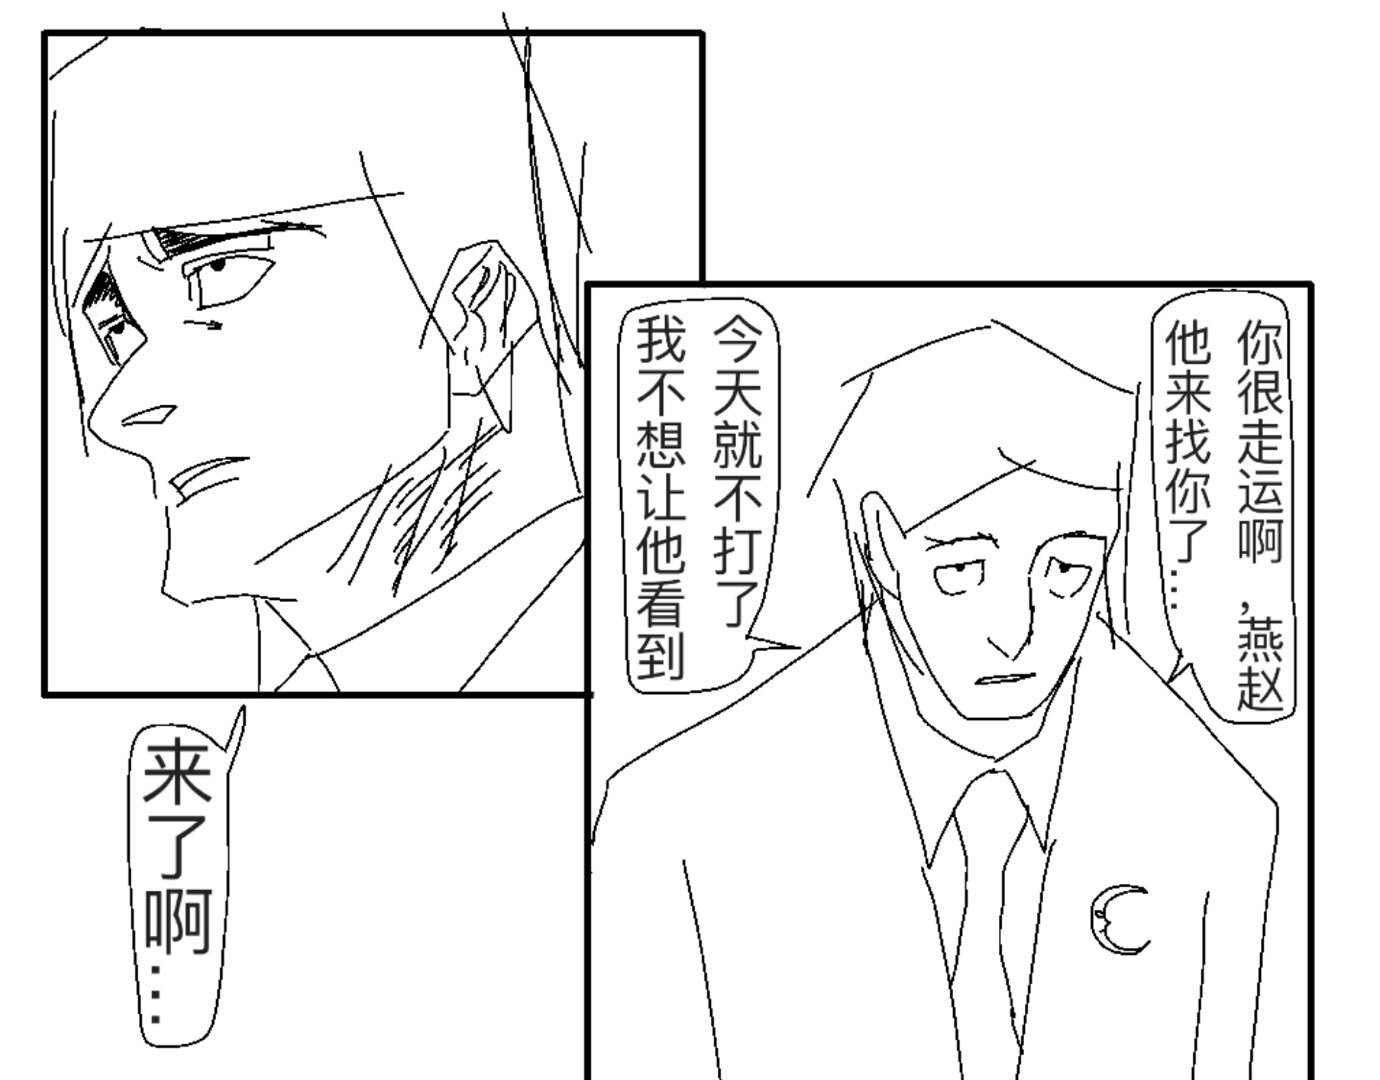 来了啊…
你很走运啊，燕赵
他来找你了…
今天就不打了
我不想让他看到